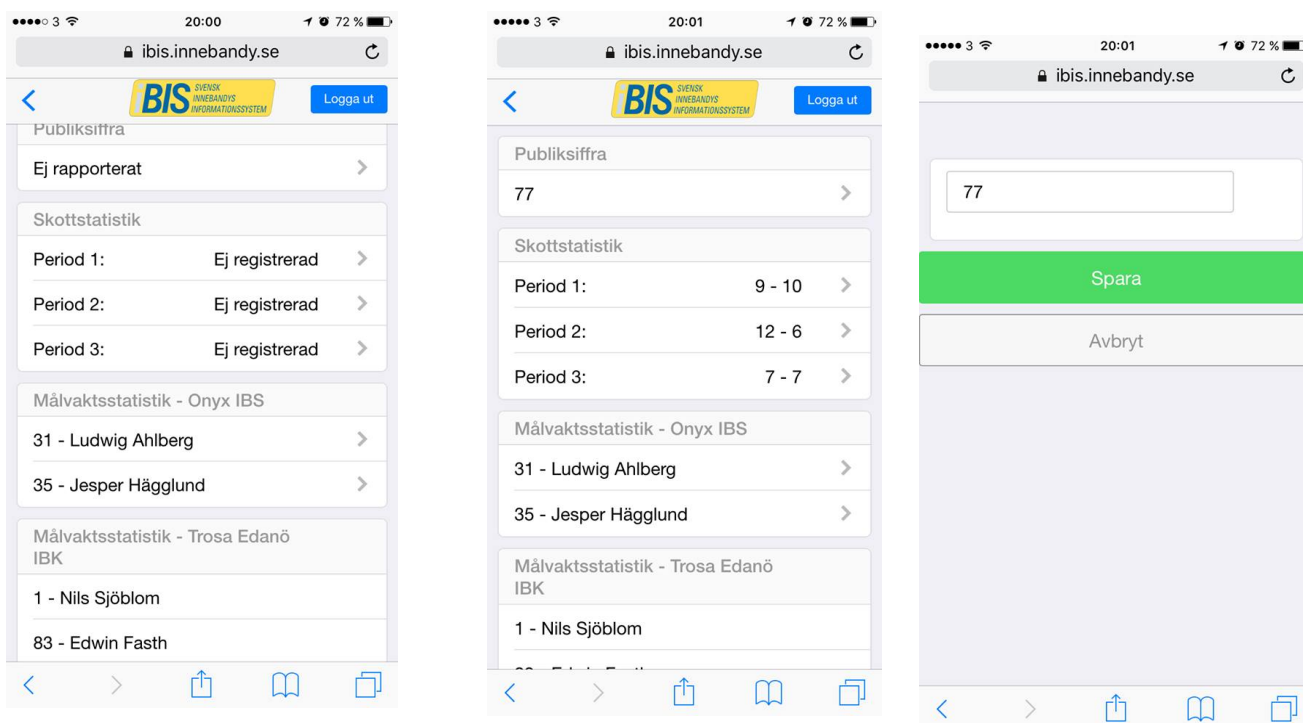 3 20:00 72 %
ibis.innebandy.se
BIS SVENSK INNEBANDYS INFORMATIONSSYSTEM
Logga ut
Publiksiffra
Ej rapporterat
Skottstatistik
Period 1: Ej registrerad
Period 2: Ej registrerad
Period 3: Ej registrerad
Målvaktsstatistik - Onyx IBS
31 - Ludwig Ahlberg
35 - Jesper Hägglund
Målvaktsstatistik - Trosa Edanö
IBK
1 - Nils Sjöblom
83 - Edwin Fasth
3 20:01 72 %
ibis.innebandy.se
BIS SVENSK INNEBANDYS INFORMATIONSSYSTEM
Logga ut
Publiksiffra
77
Skottstatistik
Period 1: 9 - 10
Period 2: 12 - 6
Period 3: 7 - 7
Målvaktsstatistik - Onyx IBS
31 - Ludwig Ahlberg
35 - Jesper Hägglund
Målvaktsstatistik - Trosa Edanö
IBK
1 - Nils Sjöblom
3 20:01 72 %
ibis.innebandy.se
77
Spara
Avbryt